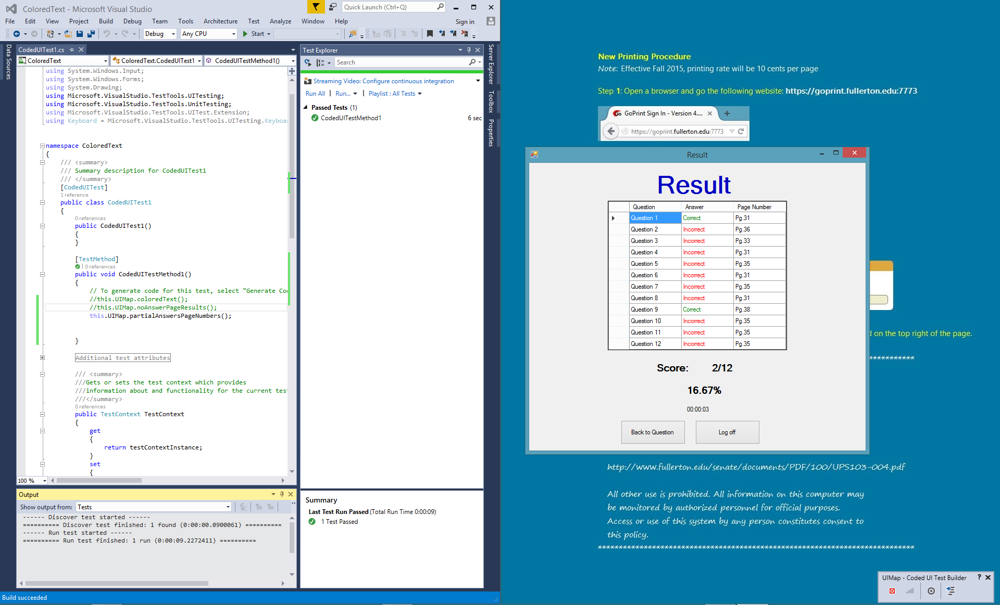 ColoredText - Microsoft Visual Studio
Quick Launch (Ctrl+Q)
File Edit View Project Build Debug Team Tools Architecture Test Analyze Window Help
Sign in
Debug Any CPU Start
Data Sources
CodedUITest1.cs
ColoredText ColoredText.CodedUITest1 CodedUITestMethod1()
using System.Windows.Input;
using System.Windows.Forms;
using System.Drawing;
using Microsoft.VisualStudio.TestTools.UITesting;
using Microsoft.VisualStudio.TestTools.UnitTesting;
using Microsoft.VisualStudio.TestTools.UITest.Extension;
using Keyboard = Microsoft.VisualStudio.TestTools.UITesting.Keyboa
namespace ColoredText
{
/// <summary>
/// Summary description for CodedUITest1
/// </summary>
[CodedUITest]
1 reference
public class CodedUITest1
{
0 references
public CodedUITest1()
{
}
[TestMethod]
| 0 references
public void CodedUITestMethod1()
{
// To generate code for this test, select "Generate Co
//this.UIMap.coloredText();
//this.UIMap.noAnswerPageResults();
this.UIMap.partialAnswersPageNumbers();
}
Additional test attributes
/// <summary>
///Gets or sets the test context which provides
///information about and functionality for the current tes
///</summary>
0 references
public TestContext TestContext
{
get
{
return testContextInstance;
}
set
{
100 %
Output
Show output from: Tests
------ Discover test started ------
========== Discover test finished: 1 found (0:00:00.0900061) ==========
------ Run test started ------
========== Run test finished: 1 run (0:00:09.2272411) ==========
Build succeeded
Test Explorer
Search
Streaming Video: Configure continuous integration
Run All | Run... | Playlist : All Tests
Passed Tests (1)
CodedUITestMethod1 6 sec
Summary
Last Test Run Passed (Total Run Time 0:00:09)
1 Test Passed
Server Explorer
Toolbox
Properties
New Printing Procedure
Note: Effective Fall 2015, printing rate will be 10 cents per page
Step 1: Open a browser and go the following website: https://goprint.fullerton.edu:7773
Go GoPrint Sign In - Version 4....
https://goprint.fullerton.edu:7773
Result
Result
Question Answer Page Number
Question 1 Correct Pg.31
Question 2 Incorrect Pg.36
Question 3 Incorrect Pg.33
Question 4 Incorrect Pg.31
Question 5 Incorrect Pg.35
Question 6 Incorrect Pg.31
Question 7 Incorrect Pg.35
Question 8 Incorrect Pg.31
Question 9 Correct Pg.38
Question 10 Incorrect Pg.35
Question 11 Incorrect Pg.35
Question 12 Incorrect Pg.35
Score: 2/12
16.67%
00:00:03
Back to Question Log off
d on the top right of the page.
************
http://www.fullerton.edu/senate/documents/PDF/100/UPS103-004.pdf
All other use is prohibited. All information on this computer may
be monitored by authorized personnel for official purposes.
Access or use of this system by any person constitutes consent to
this policy.
****************************************************************************
UIMap - Coded UI Test Builder ?